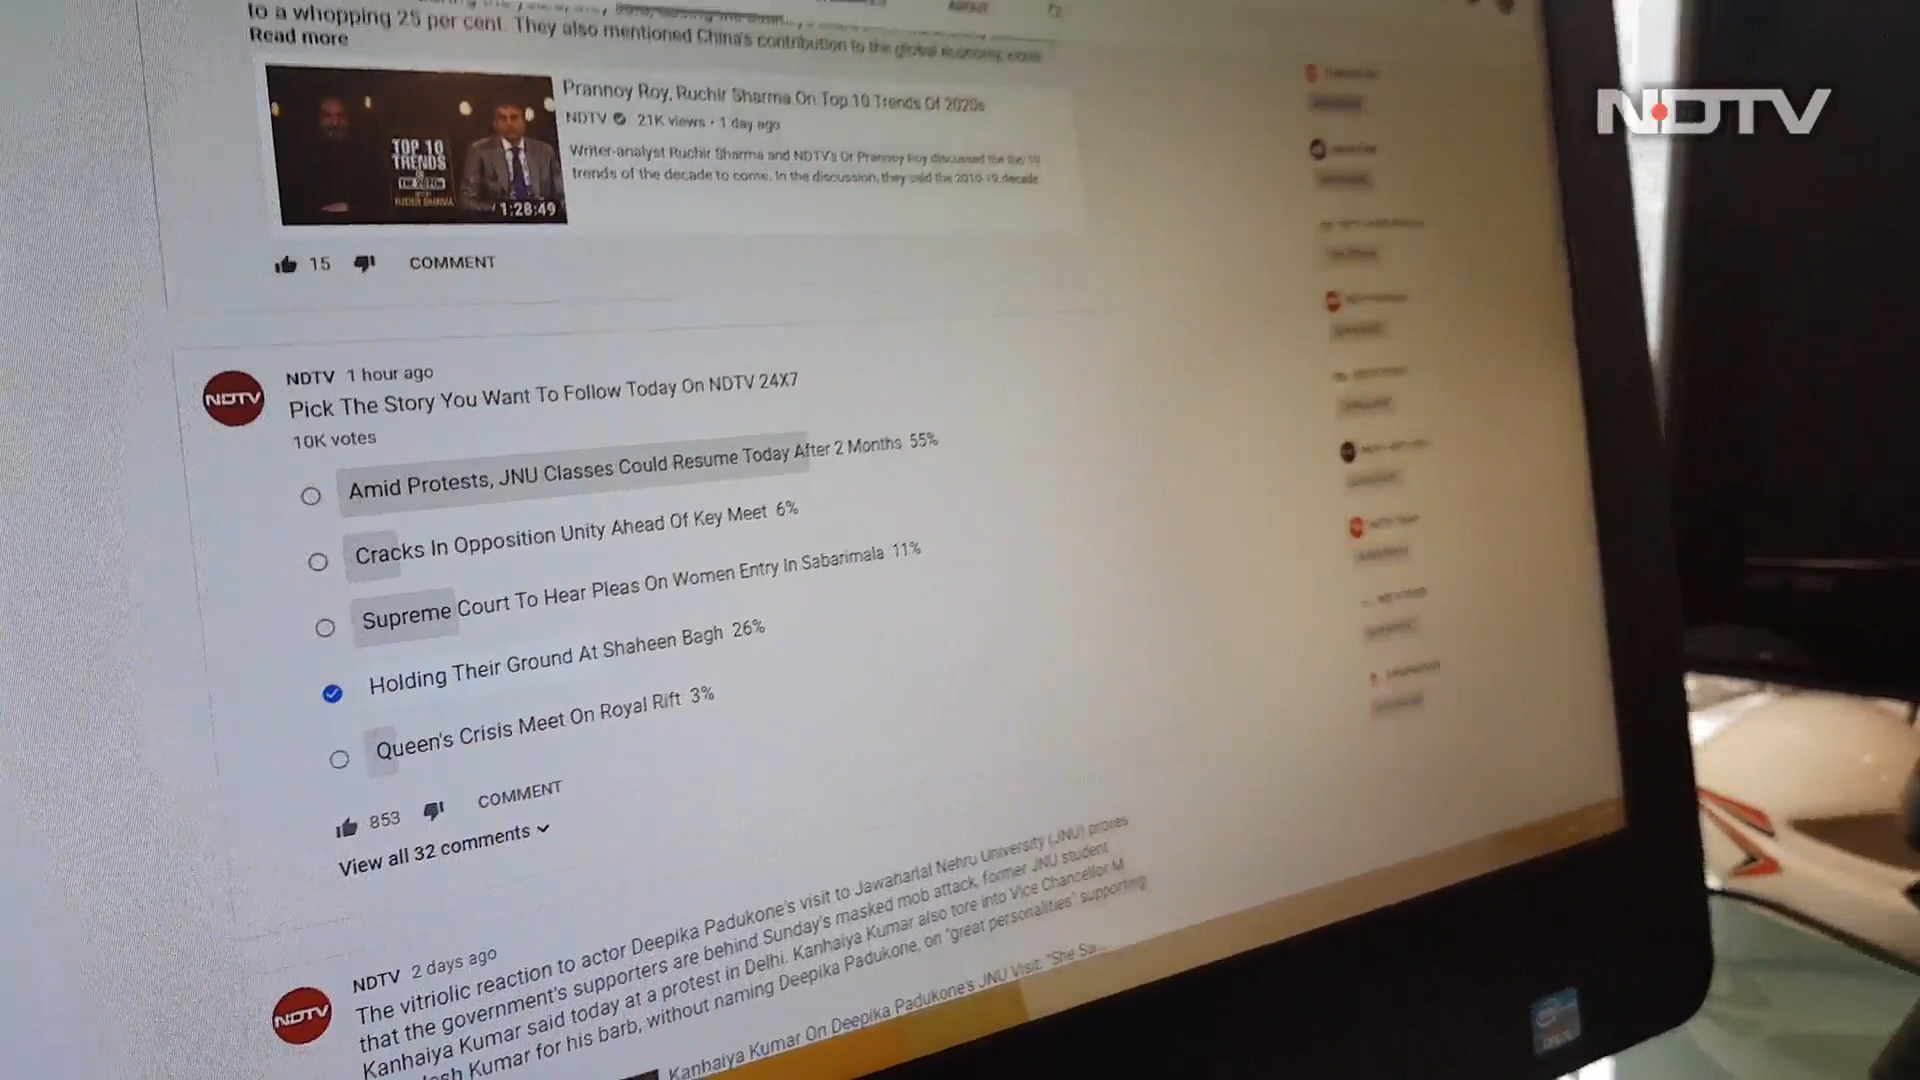 to a whopping 25 per cent. They also mentioned China's contribution to the global economy
Read more
NDTV
Prannoy Roy, Ruchir Sharma On Top 10 Trends Of 2020s
NDTV 21K views • 1 day ago
Writer-analyst Ruchir Sharma and NDTV's Dr Prannoy Roy discussed the
trends of the decade to come. In the discussion, they said the 2010-19 decade
TOP 10
TRENDS
THE 2020s
WITH
RUCHIR SHARMA
1:28:49
15 COMMENT
NDTV
NDTV 1 hour ago
Pick The Story You Want To Follow Today On NDTV 24X7
10K votes
Amid Protests, JNU Classes Could Resume Today After 2 Months 55%
Cracks In Opposition Unity Ahead Of Key Meet 6%
Supreme Court To Hear Pleas On Women Entry In Sabarimala 11%
Holding Their Ground At Shaheen Bagh 26%
Queen's Crisis Meet On Royal Rift 3%
853 COMMENT
View all 32 comments
NDTV
NDTV 2 days ago
The vitriolic reaction to actor Deepika Padukone's visit to Jawaharlal Nehru University (JNU) proves
that the government's supporters are behind Sunday's masked mob attack, former JNU student
Kanhaiya Kumar said today at a protest in Delhi. Kanhaiya Kumar also tore into Vice Chancellor M
Kumar for his barb, without naming Deepika Padukone, on "great personalities" supporting
Kanhaiya Kumar On Deepika Padukone's JNU Visit: "She